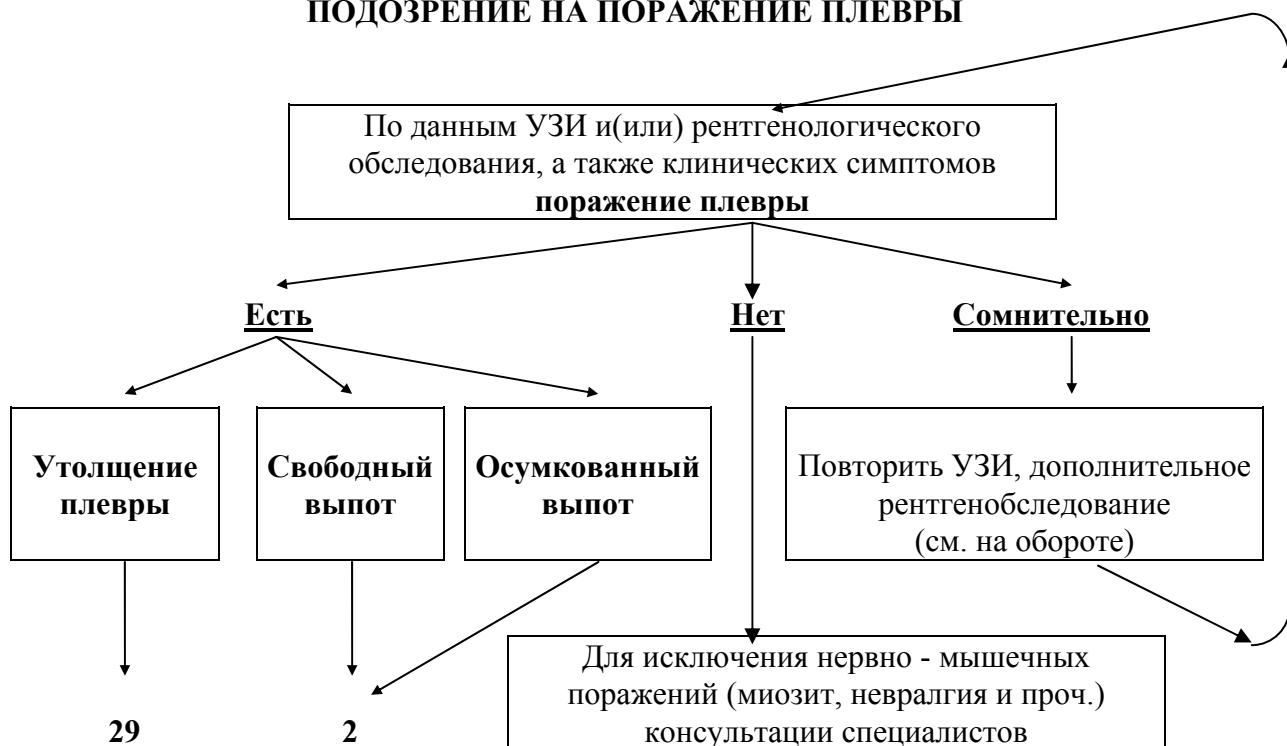 ПОДОЗРЕНИЕ НА ПОРАЖЕНИЕ ПЛЕВРЫ
По данным УЗИ и(или) рентгенологического
обследования, а также клинических симптомов
поражение плевры
Есть
Нет
Сомнительно
Утолщение
плевры
Свободный
выпот
Осумкованный
выпот
Повторить УЗИ, дополнительное
рентгенобследование
(см. на обороте)
Для исключения нервно - мышечных
поражений (миозит, невралгия и проч.)
консультации специалистов
29
2